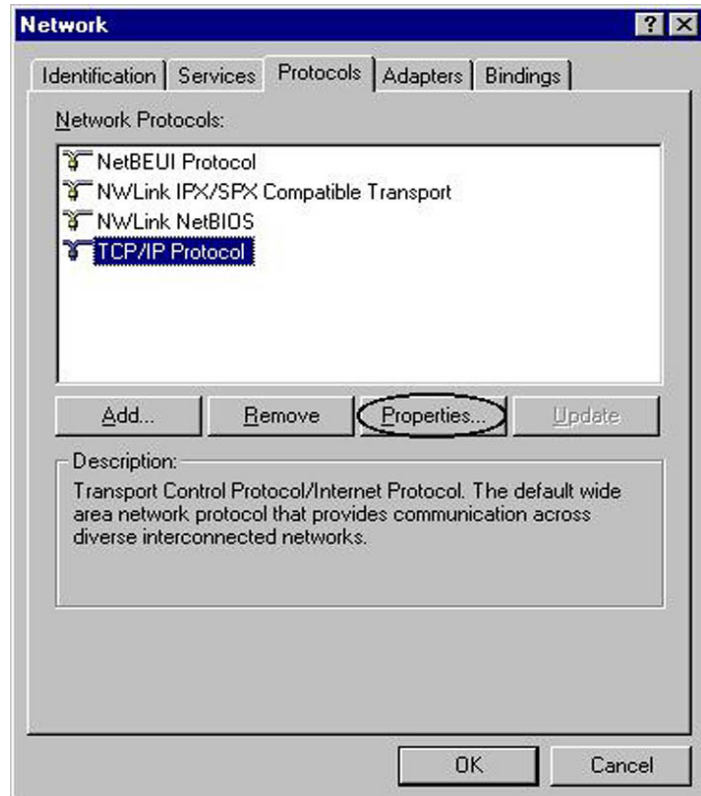 Network
Identification Services Protocols Adapters Bindings
Network Protocols:
NetBEUI Protocol
NWLink IPX/SPX Compatible Transport
NWLink NetBIOS
TCP/IP Protocol
Add... Remove Properties... Update
Description:
Transport Control Protocol/Internet Protocol. The default wide
area network protocol that provides communication across
diverse interconnected networks.
OK Cancel